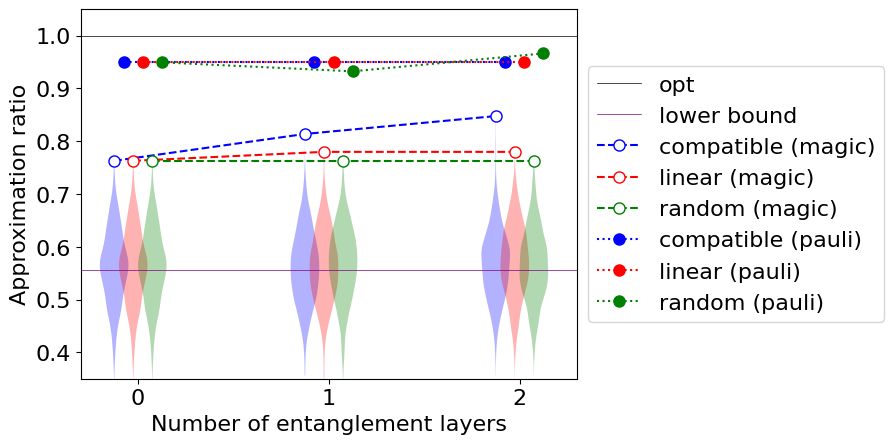 1.0
0.9
0.8
0.7
0.6
0.5
0.4
Approximation ratio
0 1 2
Number of entanglement layers
opt
lower bound
compatible (magic)
linear (magic)
random (magic)
compatible (pauli)
linear (pauli)
random (pauli)